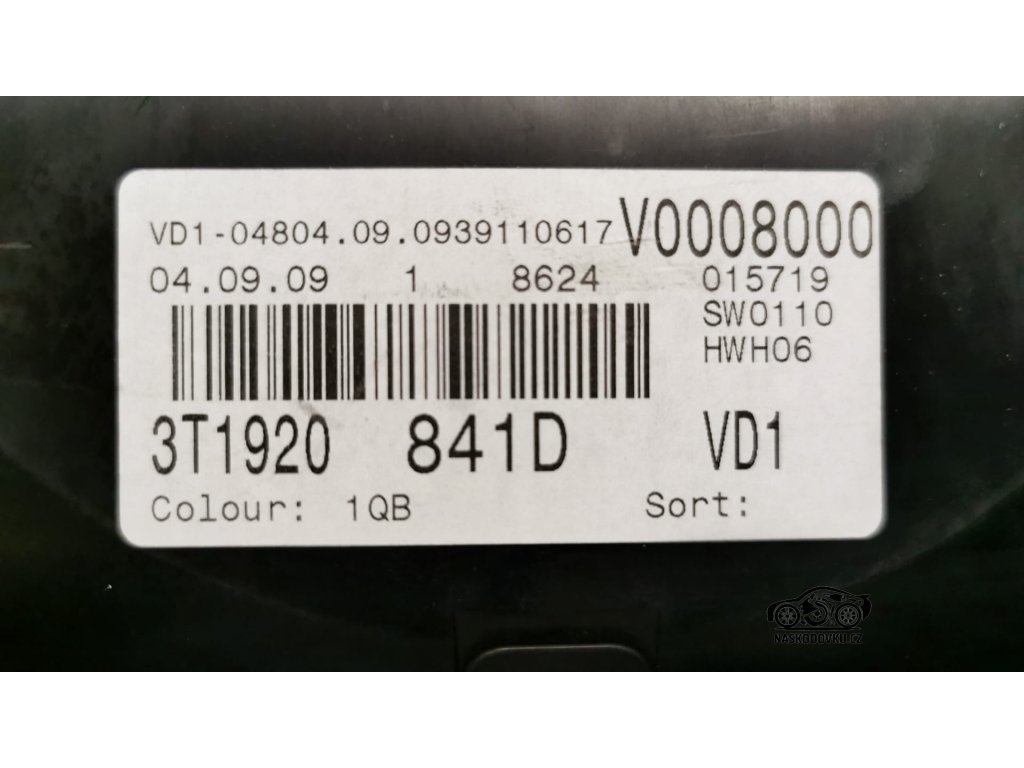 VD1-04804.09.0939110617 V0008000
04.09.09 1 8624 015719
SW0110
HWH06
3T1920 841D VD1
Colour: 1QB Sort:
NASKODOVKU.CZ